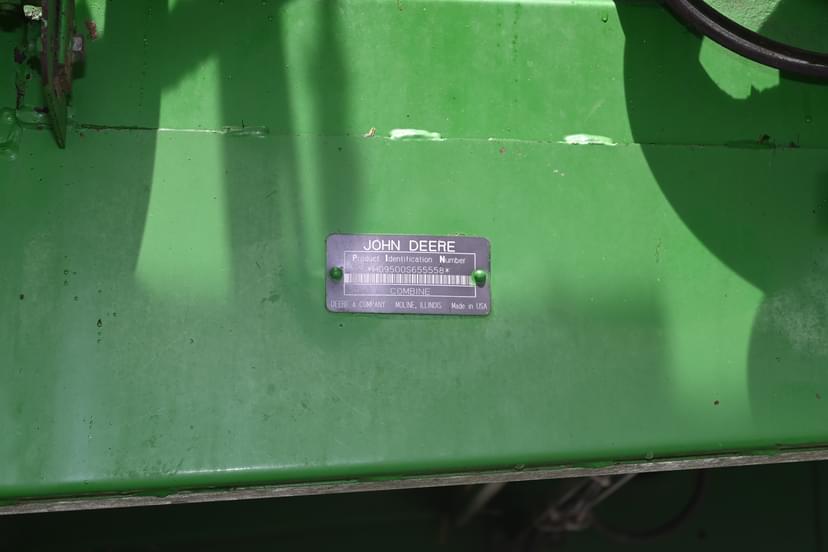 JOHN DEERE
Product Identification Number
*H09500S655558*
COMBINE
DEERE & COMPANY MOLINE, ILLINOIS Made in USA